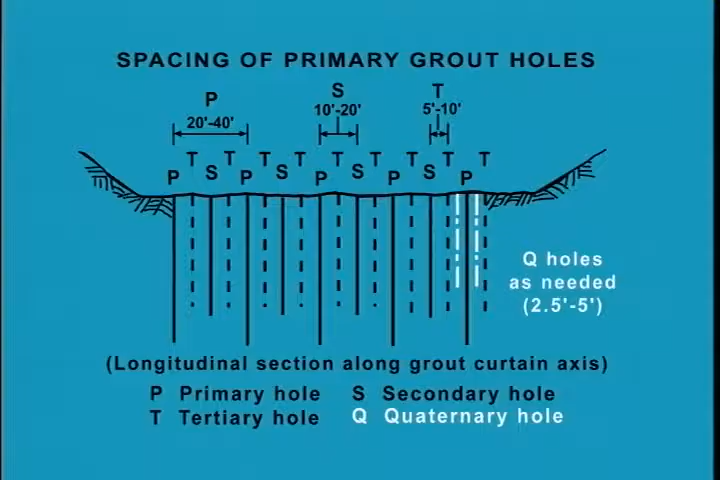 SPACING OF PRIMARY GROUT HOLES
P S T
20'-40' 10'-20' 5'-10'
P T S T P T S T P T S T P T S T P T
Q holes
as needed
(2.5'-5')
(Longitudinal section along grout curtain axis)
P Primary hole S Secondary hole
T Tertiary hole Q Quaternary hole